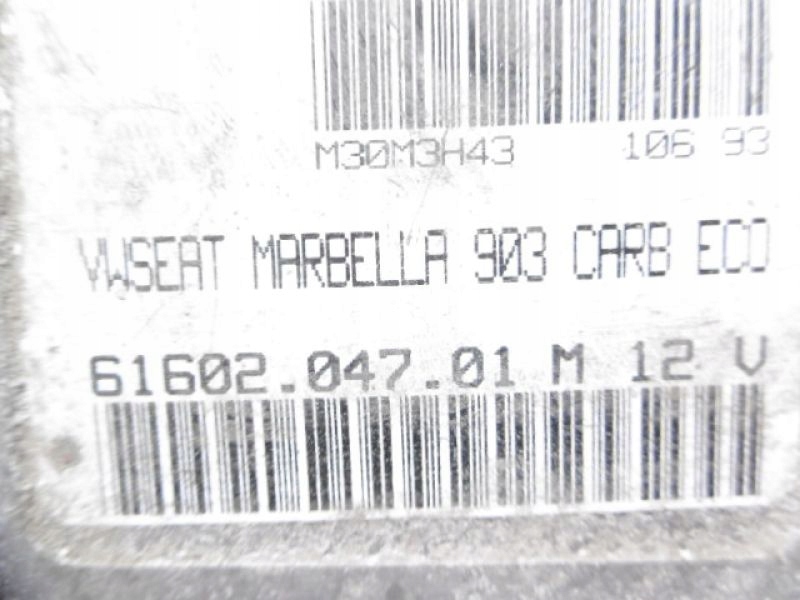 M30M3H43 106 93
VWSEAT MARBELLA 903 CARB ECO
61602.047.01 M 12 V